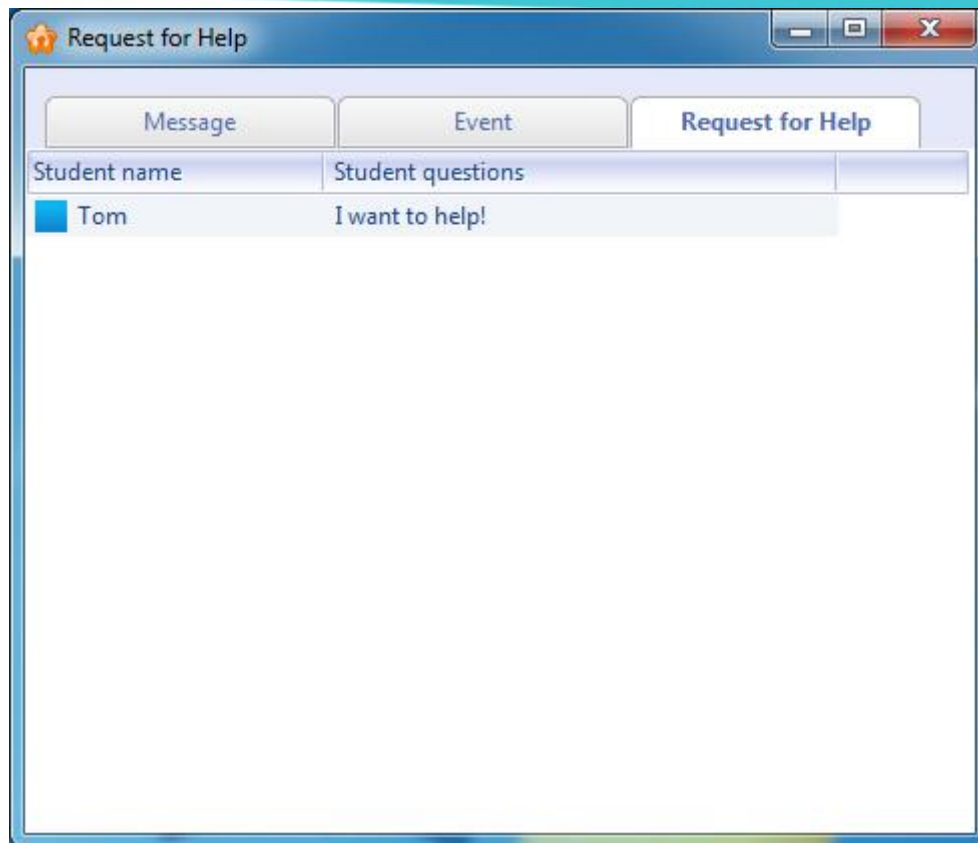 Request for Help
Message Event Request for Help
Student name Student questions
Tom I want to help!